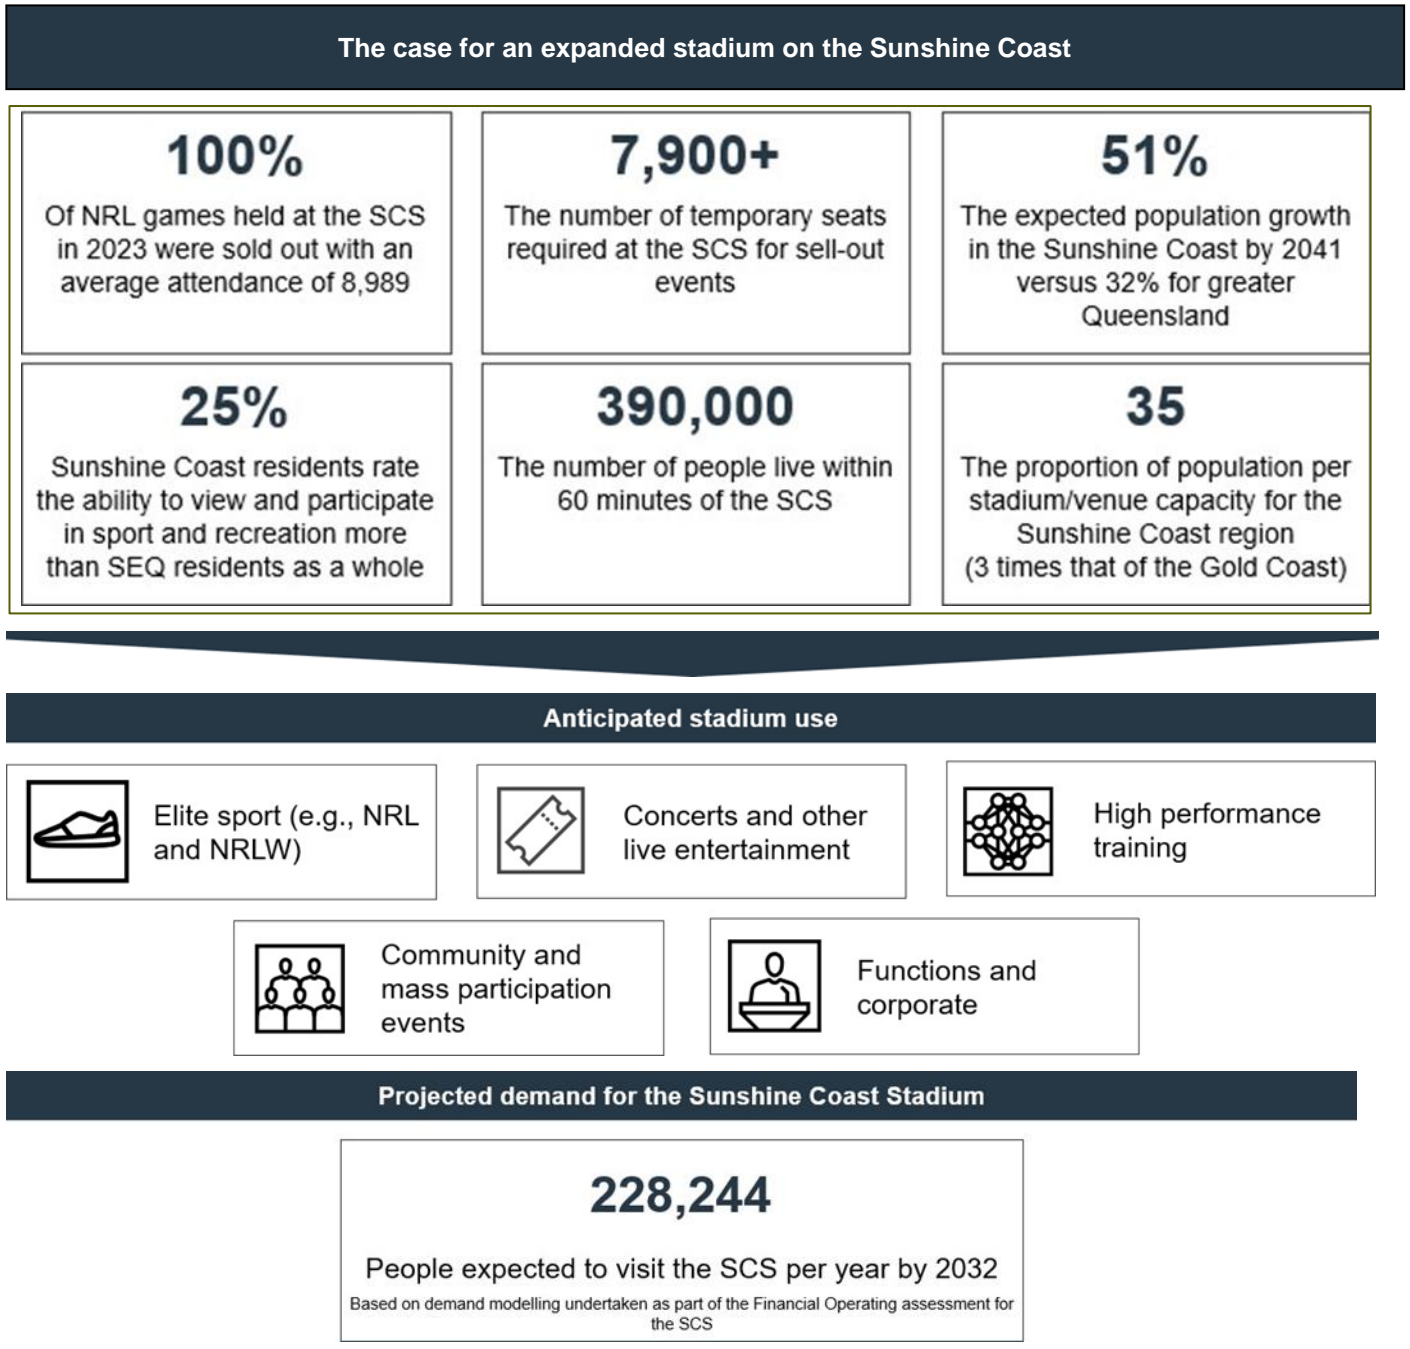 The case for an expanded stadium on the Sunshine Coast
100%
Of NRL games held at the SCS
in 2023 were sold out with an
average attendance of 8,989
7,900+
The number of temporary seats
required at the SCS for sell-out
events
51%
The expected population growth
in the Sunshine Coast by 2041
versus 32% for greater
Queensland
25%
Sunshine Coast residents rate
the ability to view and participate
in sport and recreation more
than SEQ residents as a whole
390,000
The number of people live within
60 minutes of the SCS
35
The proportion of population per
stadium/venue capacity for the
Sunshine Coast region
(3 times that of the Gold Coast)
Anticipated stadium use
Elite sport (e.g., NRL
and NRLW)
Concerts and other
live entertainment
High performance
training
Community and
mass participation
events
Functions and
corporate
Projected demand for the Sunshine Coast Stadium
228,244
People expected to visit the SCS per year by 2032
Based on demand modelling undertaken as part of the Financial Operating assessment for
the SCS